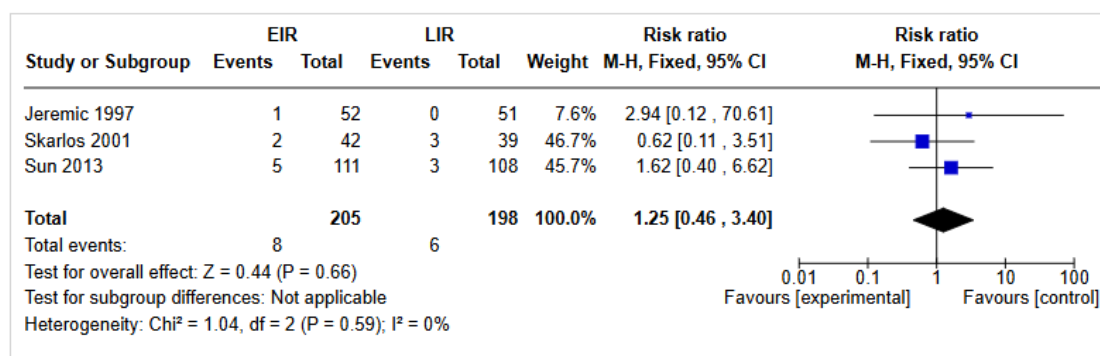 EIR LIR Risk ratio Risk ratio
Study or Subgroup Events Total Events Total Weight M-H, Fixed, 95% CI M-H, Fixed, 95% CI
Jeremic 1997 1 52 0 51 7.6% 2.94 [0.12 , 70.61]
Skarlos 2001 2 42 3 39 46.7% 0.62 [0.11 , 3.51]
Sun 2013 5 111 3 108 45.7% 1.62 [0.40 , 6.62]
Total 205 198 100.0% 1.25 [0.46 , 3.40]
Total events: 8 6
Test for overall effect: Z = 0.44 (P = 0.66)
0.01 0.1 1 10 100
Test for subgroup differences: Not applicable
Favours [experimental] Favours [control]
Heterogeneity: Chi² = 1.04, df = 2 (P = 0.59); I² = 0%